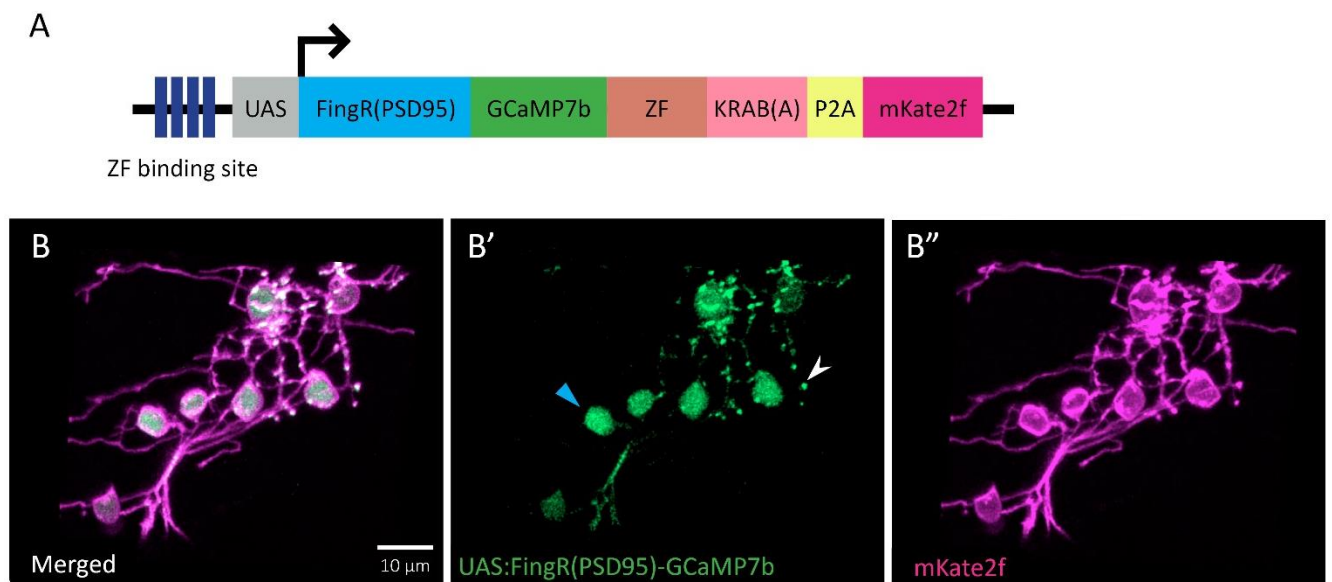 A
UAS FingR(PSD95) GCaMP7b ZF KRAB(A) P2A mKate2f
ZF binding site
B B’ B”
Merged 10 µm UAS:FingR(PSD95)-GCaMP7b mKate2f